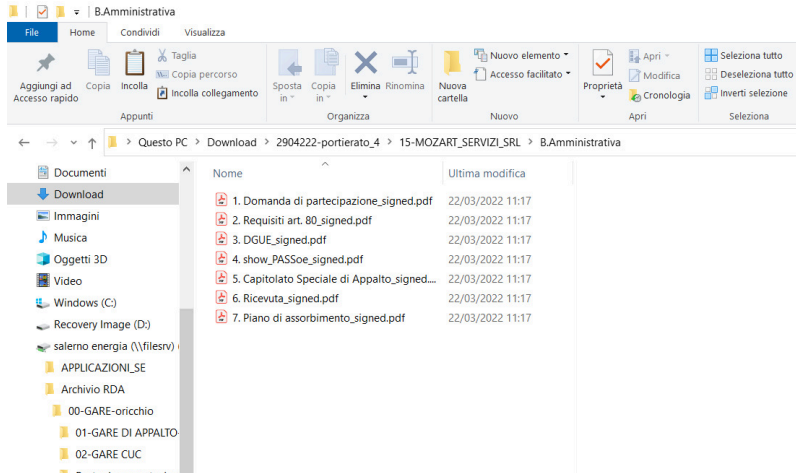 B.Amministrativa
File Home Condividi Visualizza
Aggiungi ad Accesso rapido
Copia
Incolla
Taglia
Copia percorso
Incolla collegamento
Appunti
Sposta in
Copia in
Elimina
Rinomina
Organizza
Nuova cartella
Nuovo elemento
Accesso facilitato
Nuovo
Proprietà
Apri
Modifica
Cronologia
Apri
Seleziona tutto
Deseleziona tutto
Inverti selezione
Seleziona
Questo PC > Download > 2904222-portierato_4 > 15-MOZART_SERVIZI_SRL > B.Amministrativa
Documenti
Download
Immagini
Musica
Oggetti 3D
Video
Windows (C:)
Recovery Image (D:)
salerno energia (\\filesrv) (
APPLICAZIONI_SE
Archivio RDA
00-GARE-oricchio
01-GARE DI APPALTO-
02-GARE CUC
Nome Ultima modifica
1. Domanda di partecipazione_signed.pdf 22/03/2022 11:17
2. Requisiti art. 80_signed.pdf 22/03/2022 11:17
3. DGUE_signed.pdf 22/03/2022 11:17
4. show_PASSoe_signed.pdf 22/03/2022 11:17
5. Capitolato Speciale di Appalto_signed.... 22/03/2022 11:17
6. Ricevuta_signed.pdf 22/03/2022 11:17
7. Piano di assorbimento_signed.pdf 22/03/2022 11:17